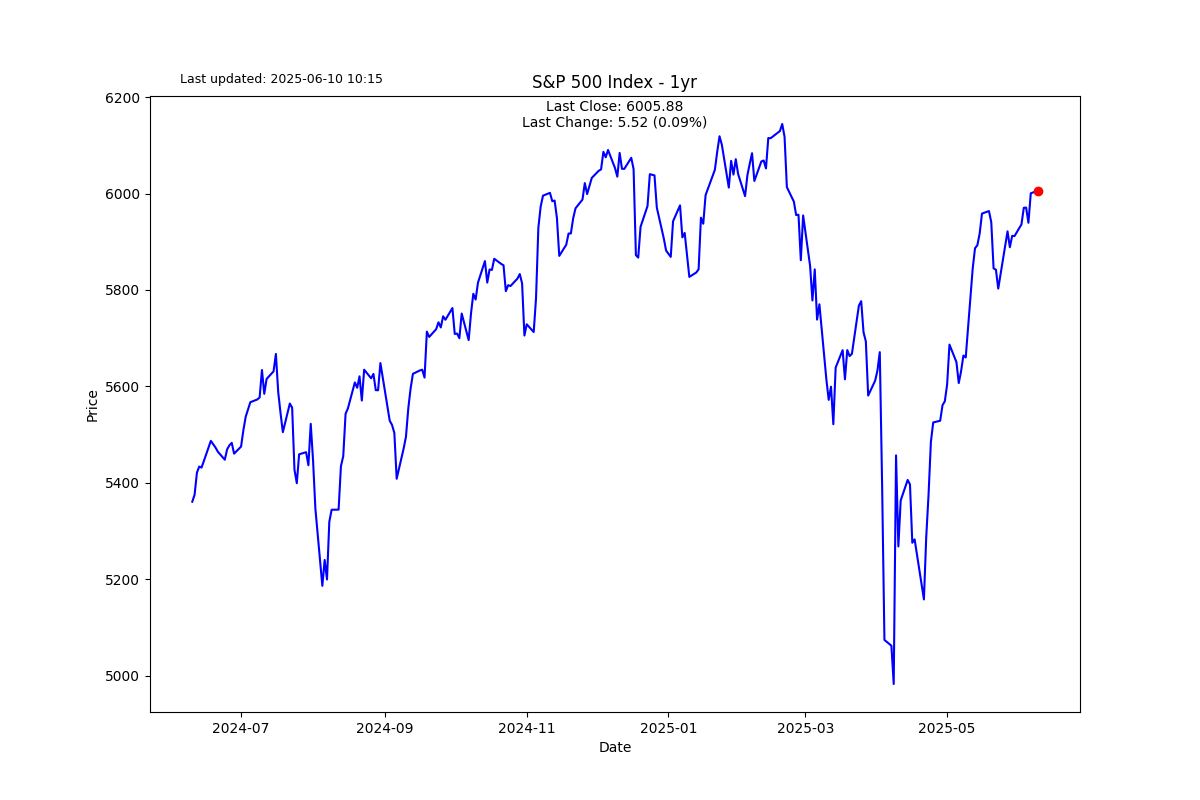 Last updated: 2025-06-10 10:15
S&P 500 Index - 1yr
Last Close: 6005.88
Last Change: 5.52 (0.09%)
6200
6000
5800
5600
5400
5200
5000
Price
2024-07 2024-09 2024-11 2025-01 2025-03 2025-05
Date